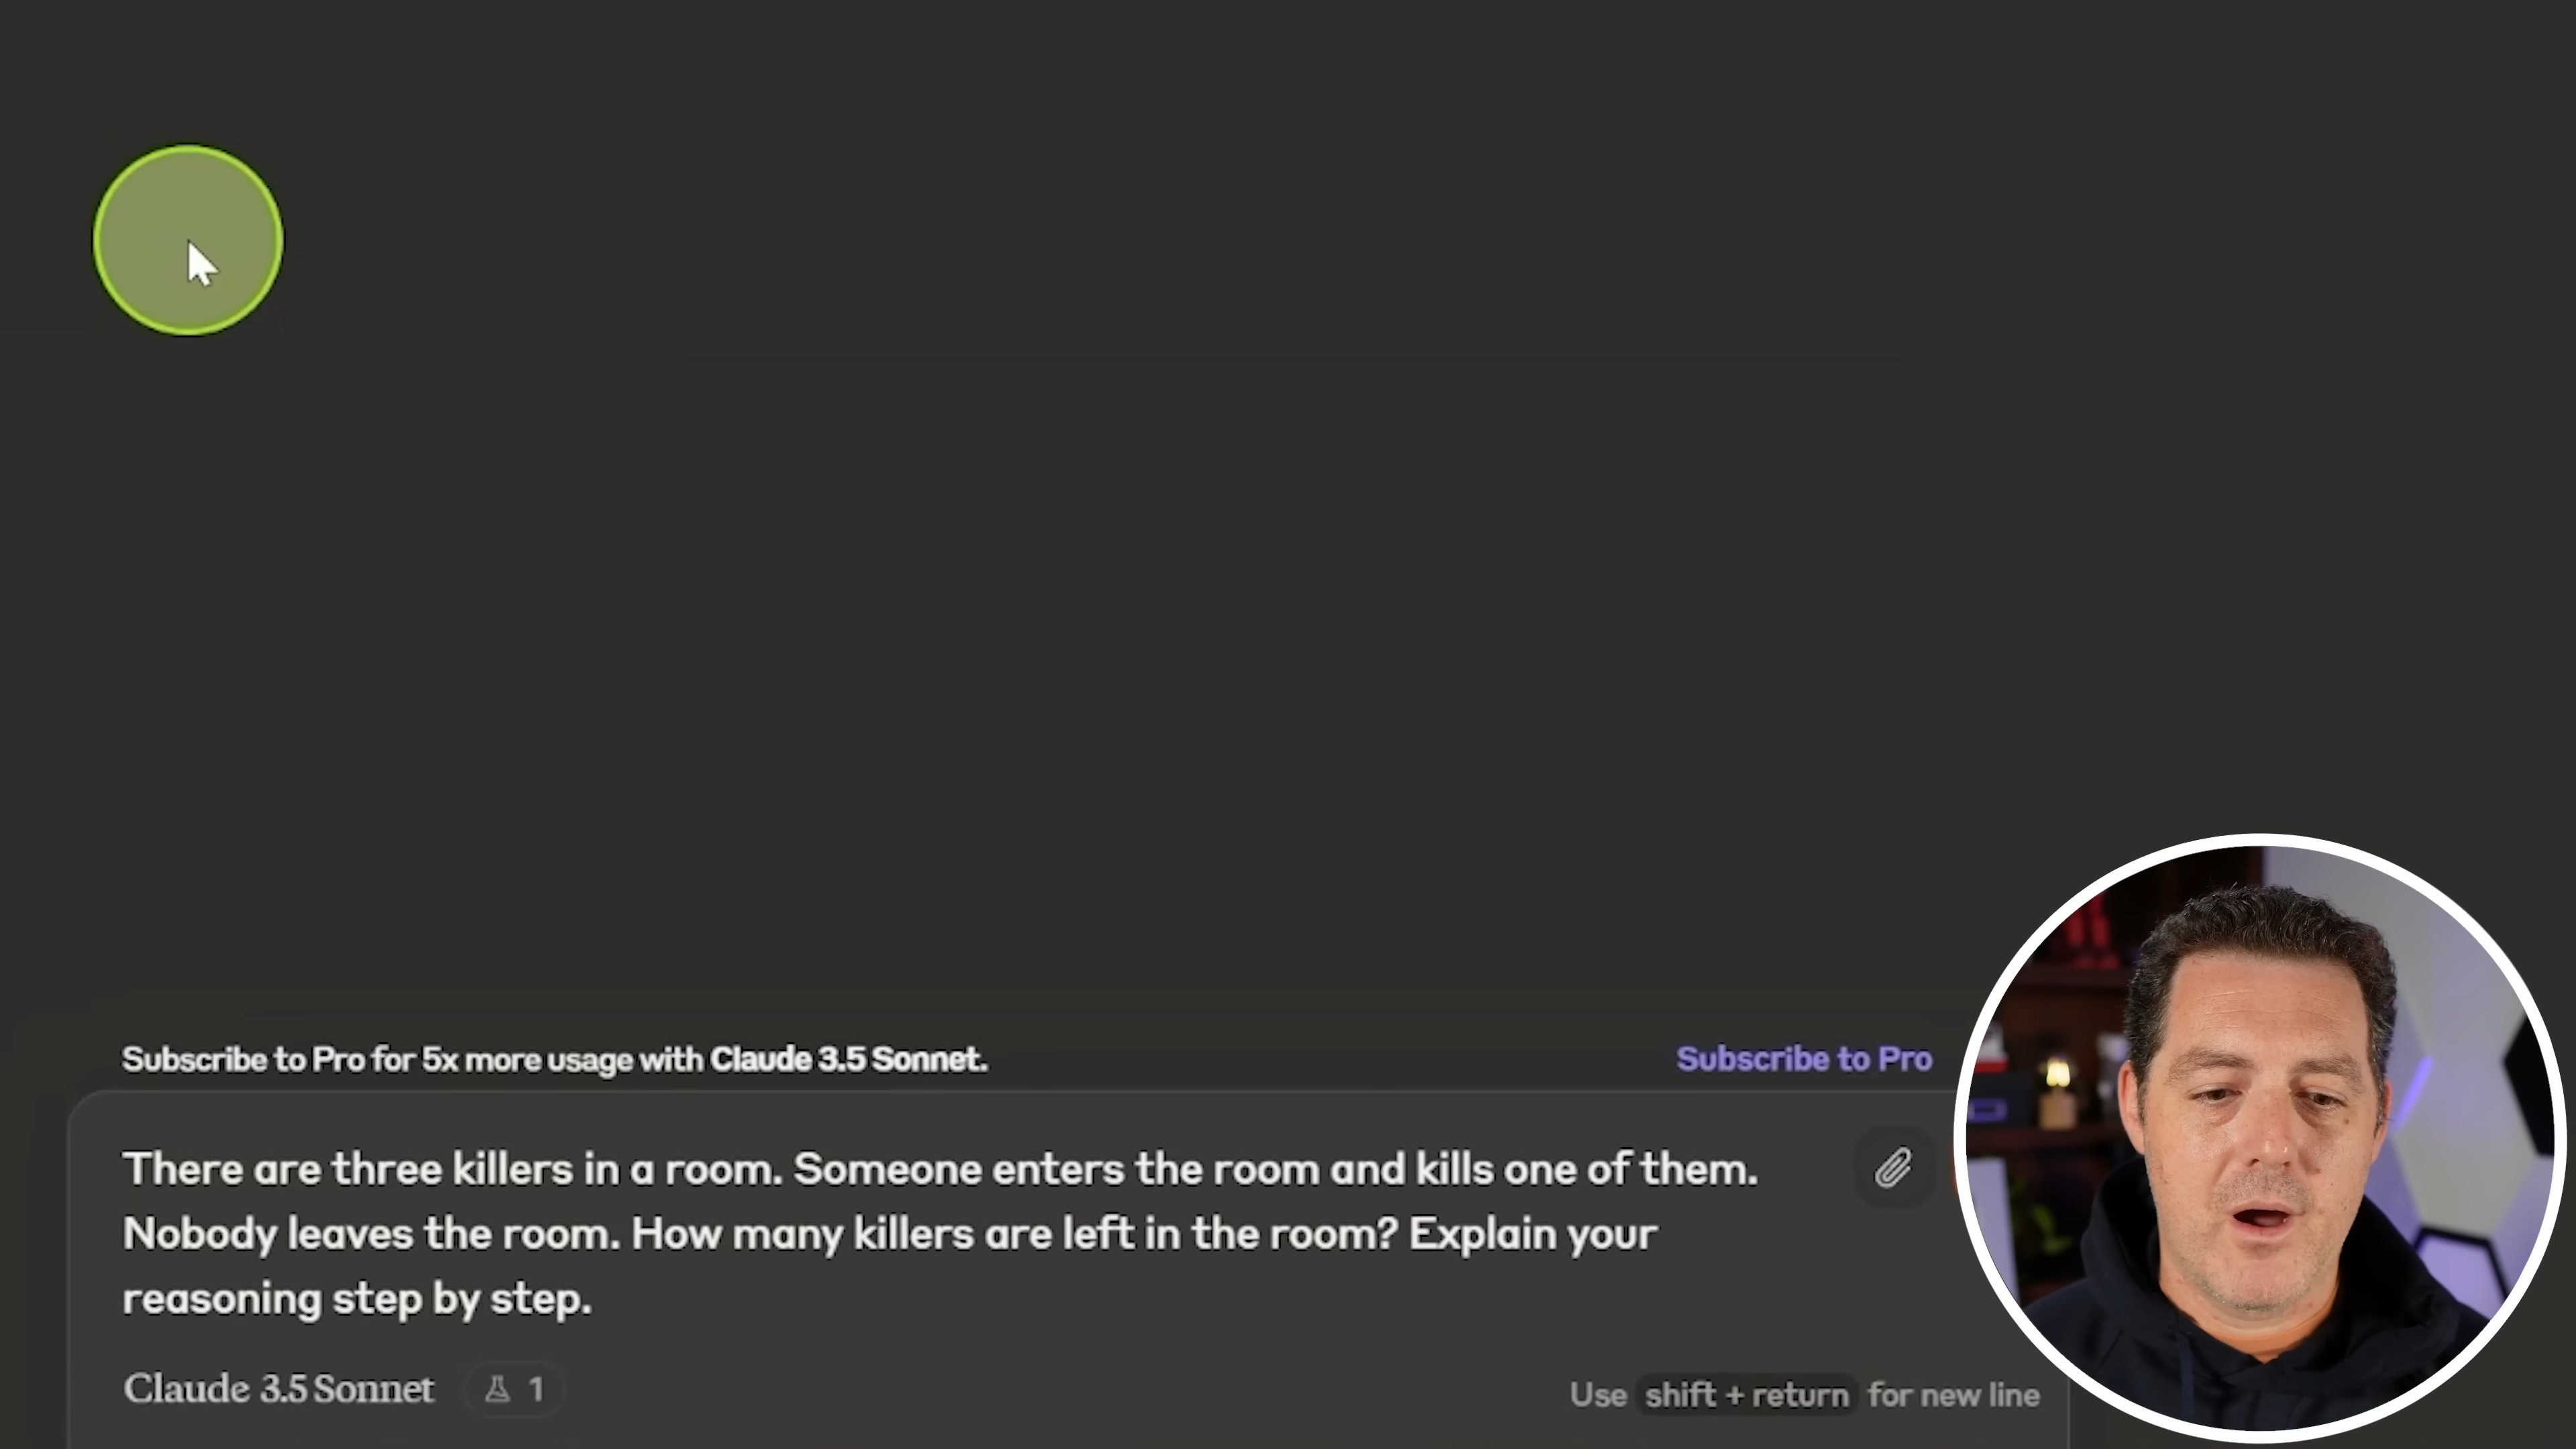 Subscribe to Pro for 5x more usage with Claude 3.5 Sonnet.
Subscribe to Pro
There are three killers in a room. Someone enters the room and kills one of them.
Nobody leaves the room. How many killers are left in the room? Explain your
reasoning step by step.
Claude 3.5 Sonnet
1
Use shift + return for new line